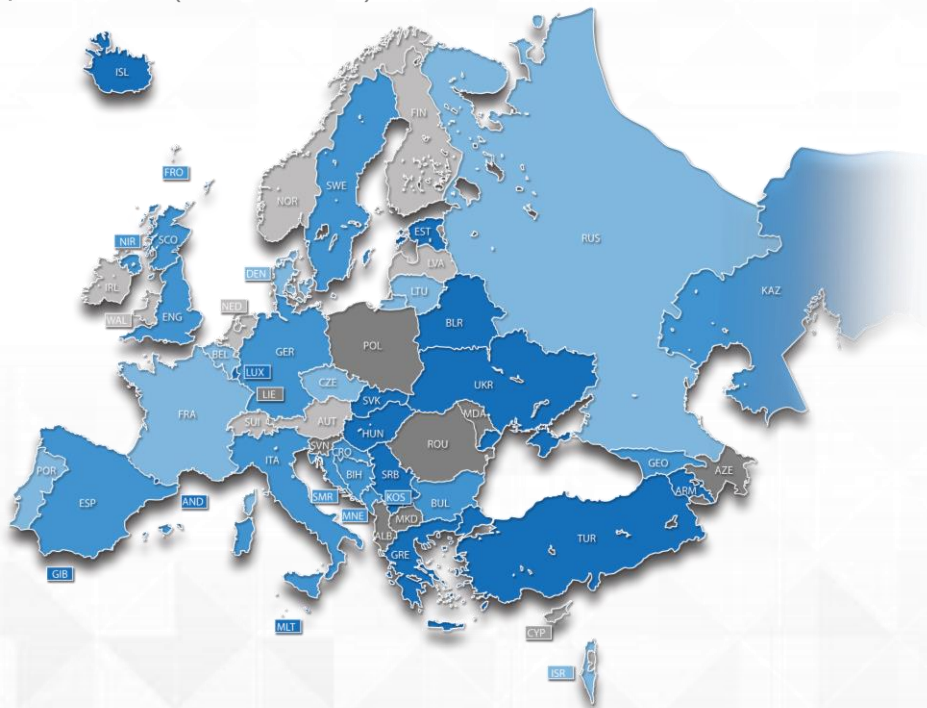 ISL
FIN
FRO
SWE
NOR
EST
RUS
NIR
SCO
LVA
DEN
IRL
LTU
KAZ
NED
WAL
ENG
BLR
BEL
GER
POL
LUX
CZE
UKR
LIE
SVK
FRA
MDA
SUI
AUT
HUN
SVN
ROU
CRO
ITA
GEO
AZE
POR
BIH
SRB
ESP
SMR
KOS
ARM
AND
BUL
MNE
MKD
ALB
TUR
GRE
GIB
MLT
CYP
ISR